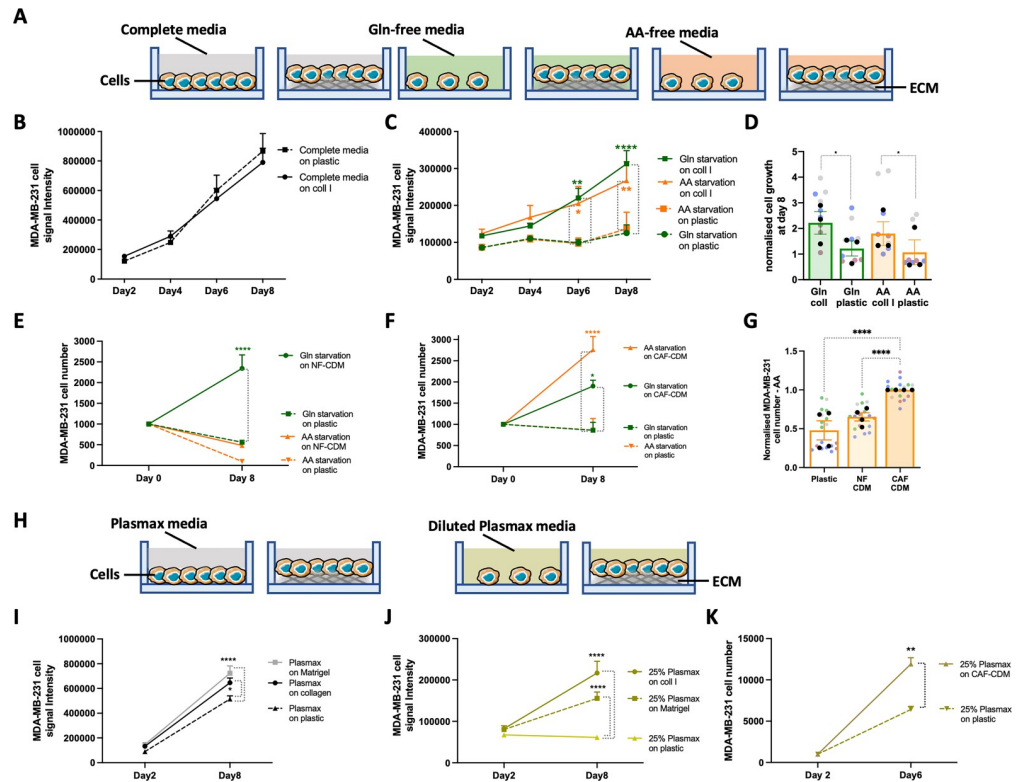 A
Complete media
Gln-free media
AA-free media
Cells
ECM
B
MDA-MB-231 cell
signal Intensity
1000000
800000
600000
400000
200000
0
Day2
Day4
Day6
Day8
Complete media
on plastic
Complete media
on coll I
C
MDA-MB-231 cell
signal Intensity
400000
300000
200000
100000
0
**
*
****
**
Day2
Day4
Day6
Day8
Gln starvation
on coll I
AA starvation
on coll I
AA starvation
on plastic
Gln starvation
on plastic
D
normalised cell growth
at day 8
5
4
3
2
1
0
*
*
Gln
coll
Gln
plastic
AA
coll I
AA
plastic
E
MDA-MB-231 cell number
3000
2500
2000
1500
1000
500
0
****
Day 0
Day 8
Gln starvation
on NF-CDM
Gln starvation
on plastic
AA starvation
on NF-CDM
AA starvation
on plastic
F
MDA-MB-231 cell number
3000
2500
2000
1500
1000
500
0
****
*
Day 0
Day 8
AA starvation
on CAF-CDM
Gln starvation
on CAF-CDM
Gln starvation
on plastic
AA starvation
on plastic
G
Normalised MDA-MB-231
cell number - AA
1.5
1.0
0.5
0.0
****
****
Plastic
NF
CDM
CAF
CDM
H
Plasmax media
Diluted Plasmax media
Cells
ECM
I
MDA-MB-231 cell
signal Intensity
1000000
800000
600000
400000
200000
0
****
*
Day2
Day8
Plasmax
on Matrigel
Plasmax
on collagen
Plasmax
on plastic
J
MDA-MB-231 cell
signal Intensity
300000
200000
100000
0
****
****
Day2
Day8
25% Plasmax
on coll I
25% Plasmax
on Matrigel
25% Plasmax
on plastic
K
MDA-MB-231 cell number
15000
10000
5000
0
**
Day 2
Day6
25% Plasmax
on CAF-CDM
25% Plasmax
on plastic